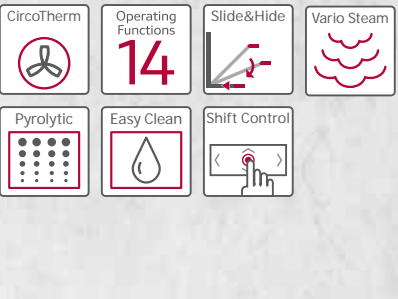 CircoTherm
Operating
Functions
14
Slide&Hide
Vario Steam
Pyrolytic
Easy Clean
Shift Control